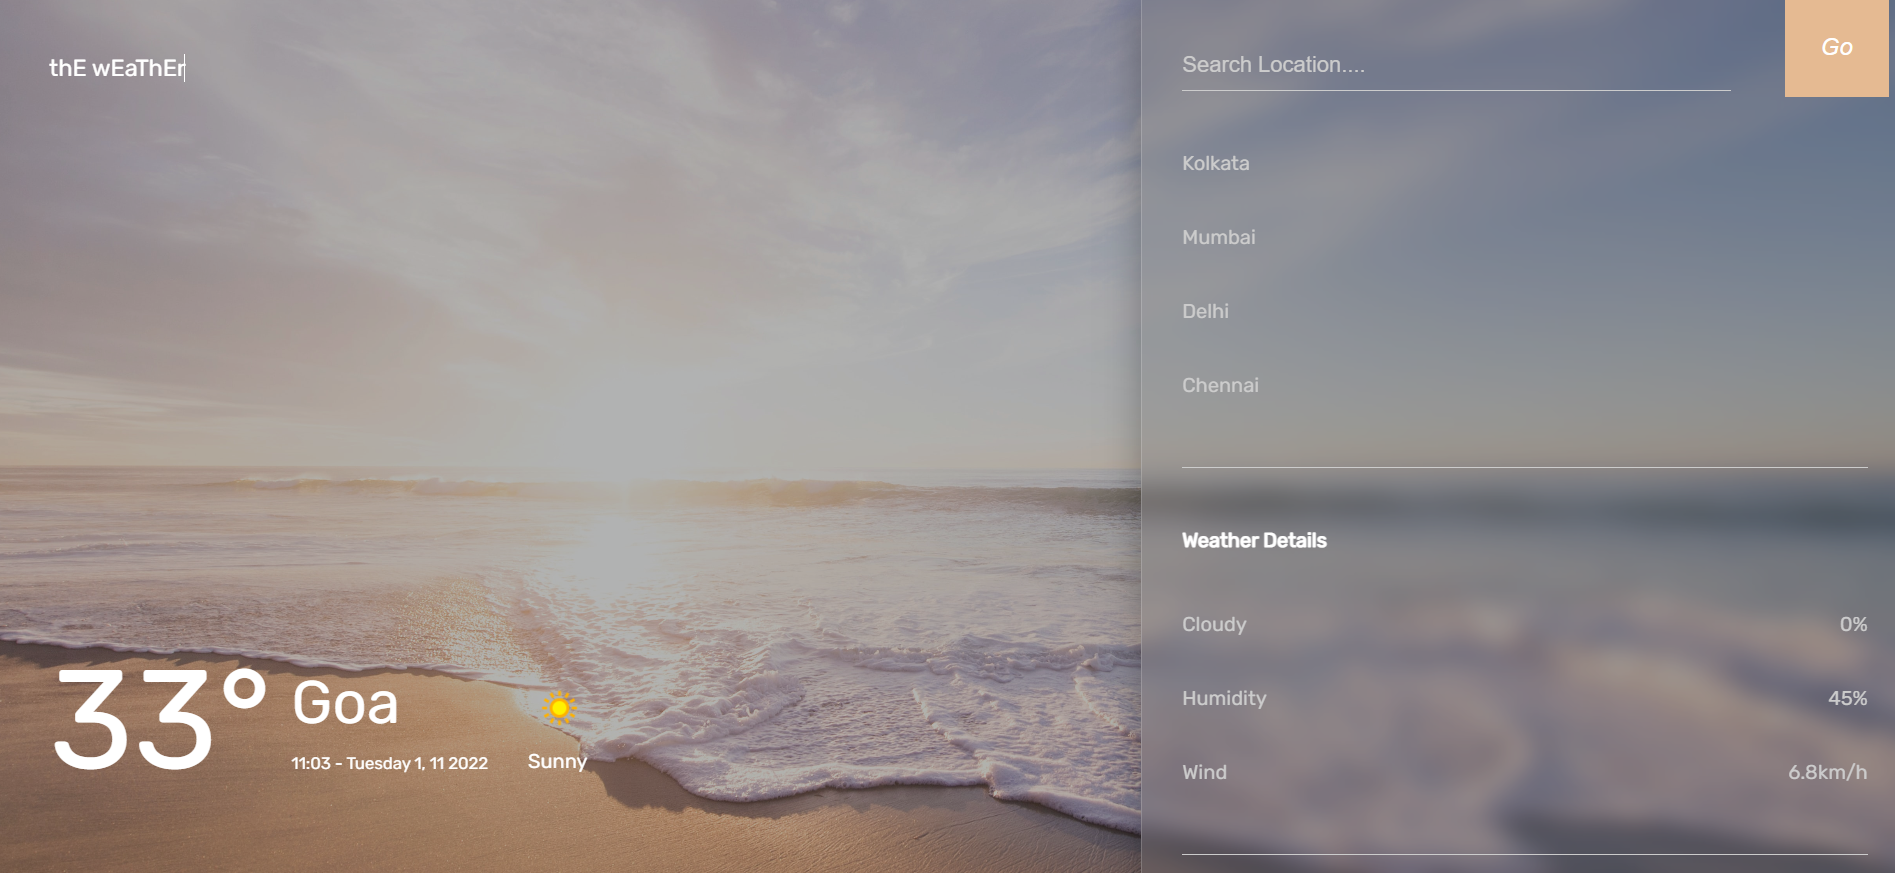 thE wEaThEr
33°
Goa
11:03 - Tuesday 1, 11 2022
Sunny
Search Location....
Go
Kolkata
Mumbai
Delhi
Chennai
Weather Details
Cloudy 0%
Humidity 45%
Wind 6.8km/h